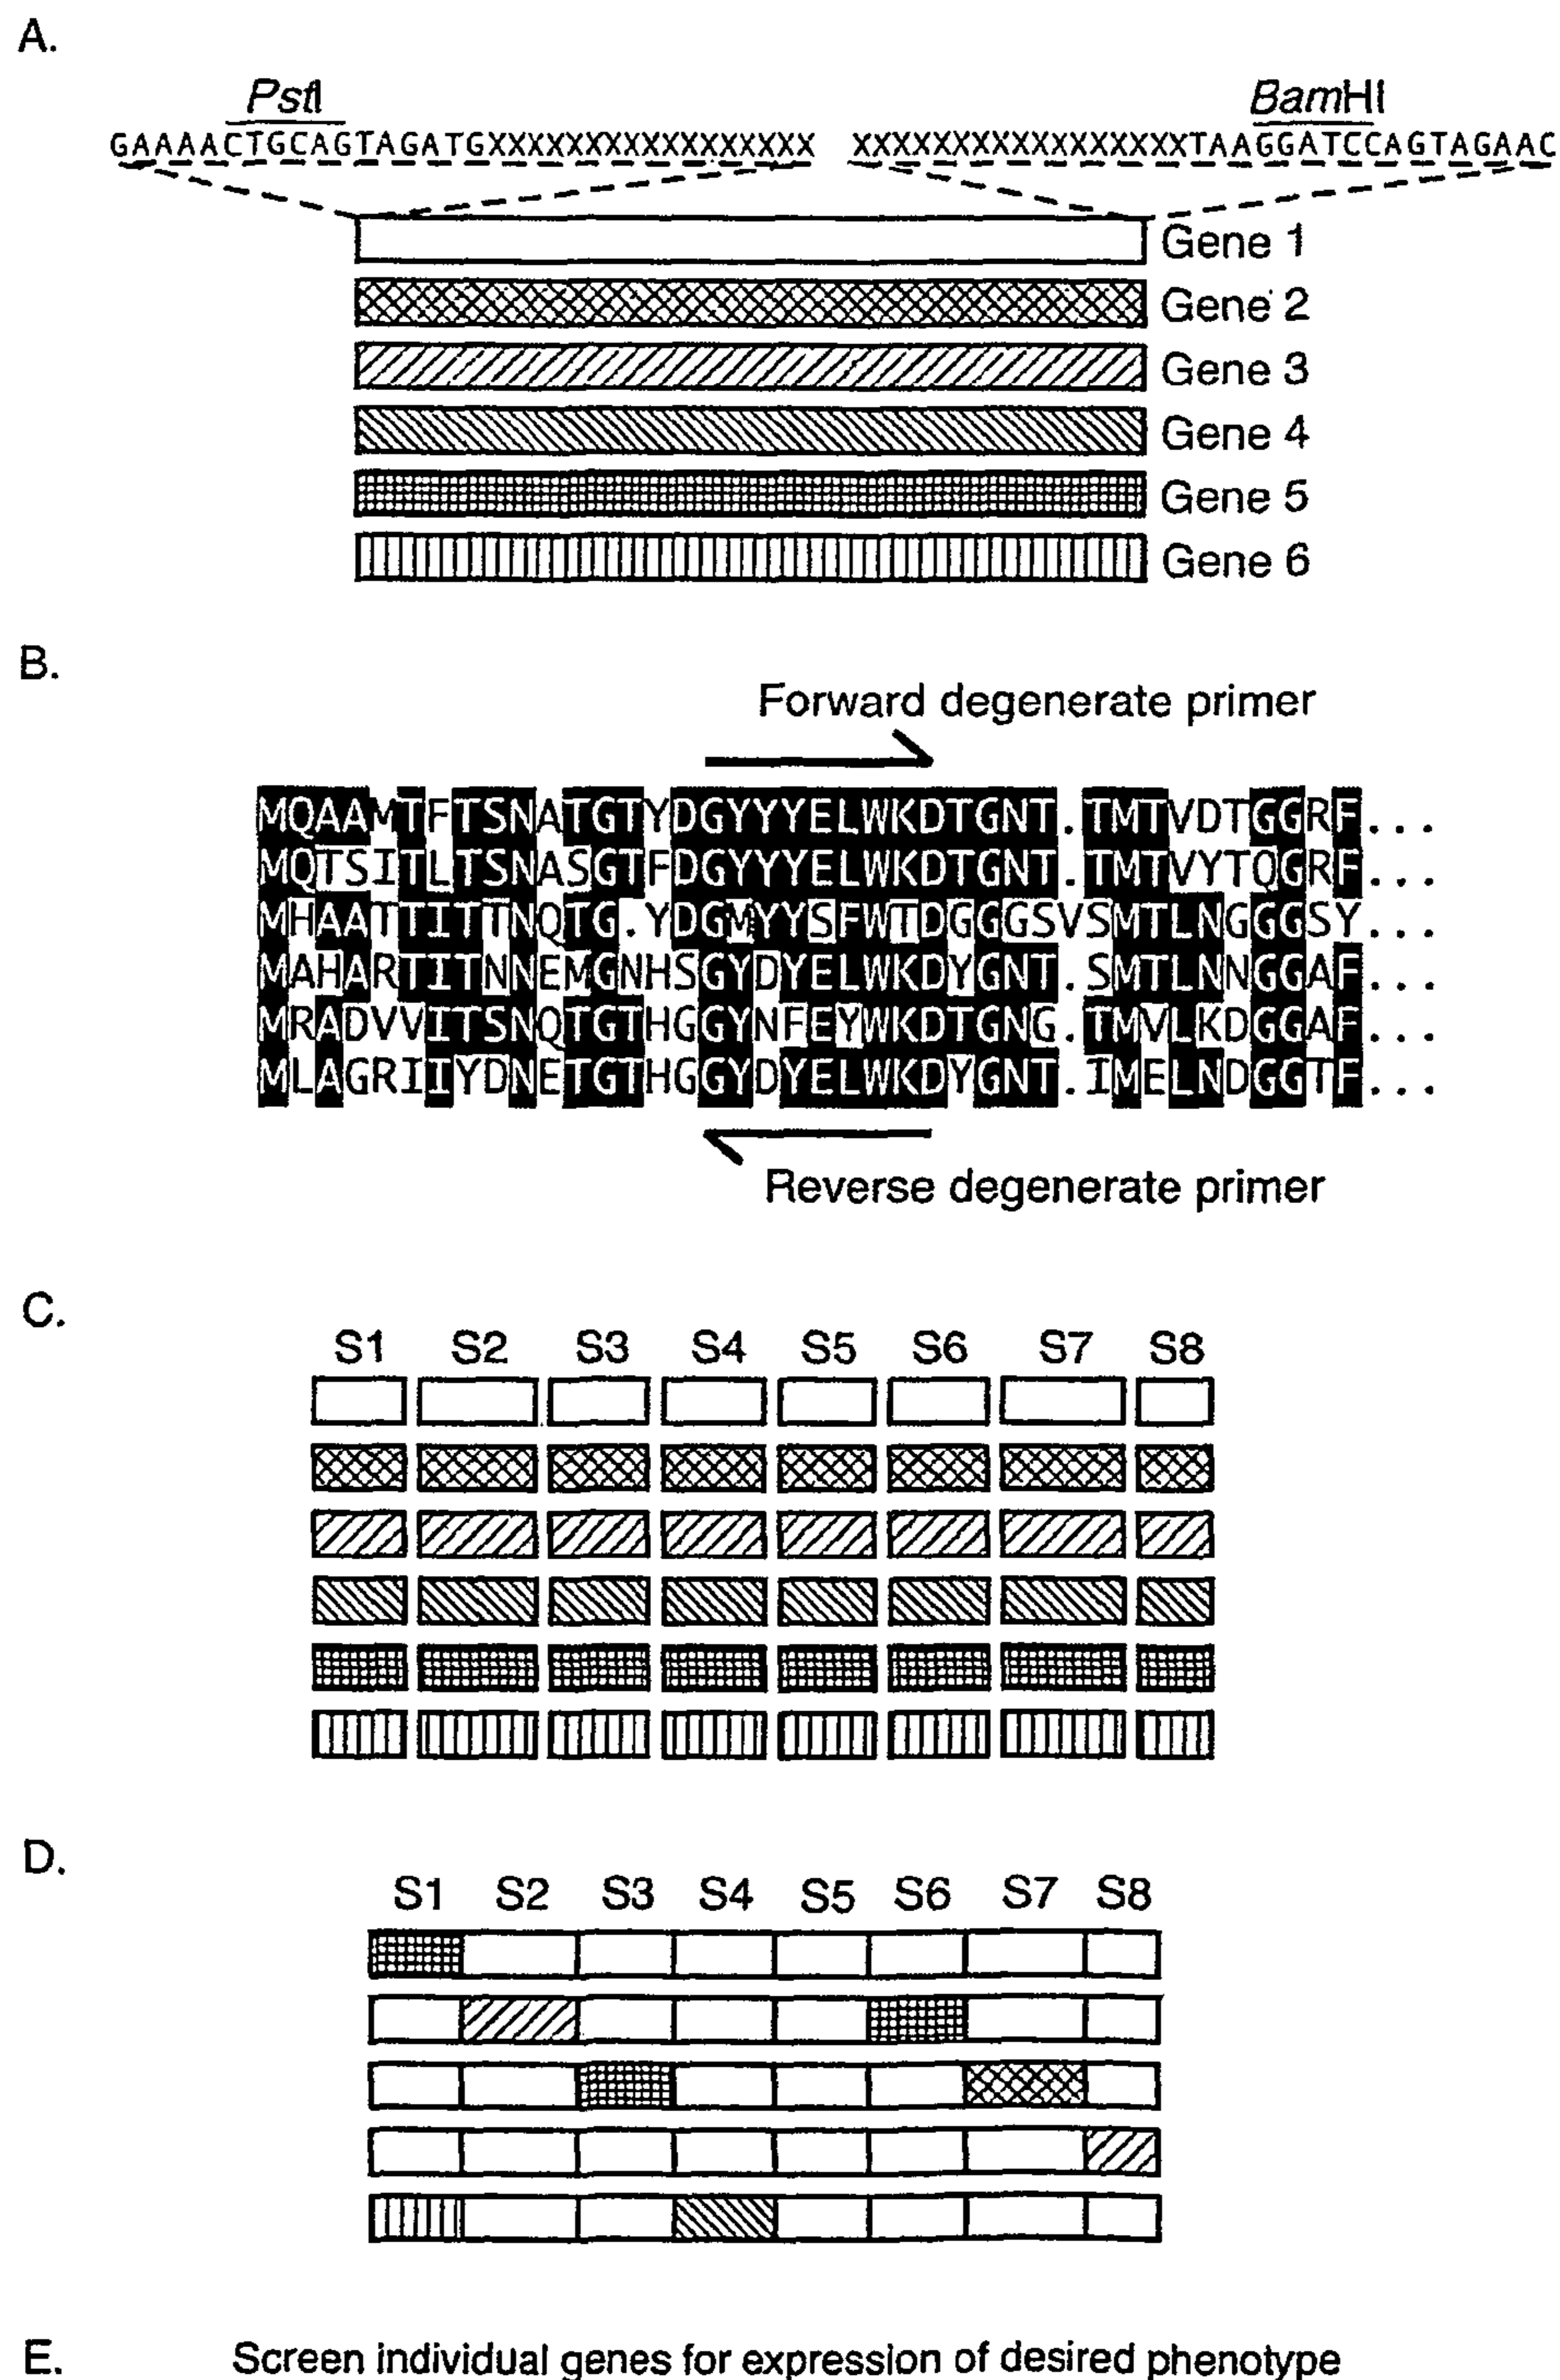 A.
PstI BamHI
GAAAACTGCAGTAGATGXXXXXXXXXXXXXXXXXX XXXXXXXXXXXXXXXXXXTAAGGATCCAGTAGAAC
Gene 1
Gene 2
Gene 3
Gene 4
Gene 5
Gene 6
B.
Forward degenerate primer
MQAAMTFTSNATGTYDGYYYELWKDTGNT.TMTVDTGGRF...
MQTSITLTSNASGTFDGYYYELWKDTGNT.TMTVYTQGRF...
MHAATTITTNQTG.YDGMYYSFWTDGGGSVSMTLNGGGSY...
MAHARTITNNEMGNHSGYDYELWKDYGNT.SMTLNNGGAF...
MRADVVITSNQTGTHGGYNFEYWKDTGNG.TMVLKDGGAF...
MLAGRIIYDNETGTHGGYDYELWKDYGNT.IMELNDGGTF...
Reverse degenerate primer
C.
S1 S2 S3 S4 S5 S6 S7 S8
D.
S1 S2 S3 S4 S5 S6 S7 S8
E. Screen individual genes for expression of desired phenotype